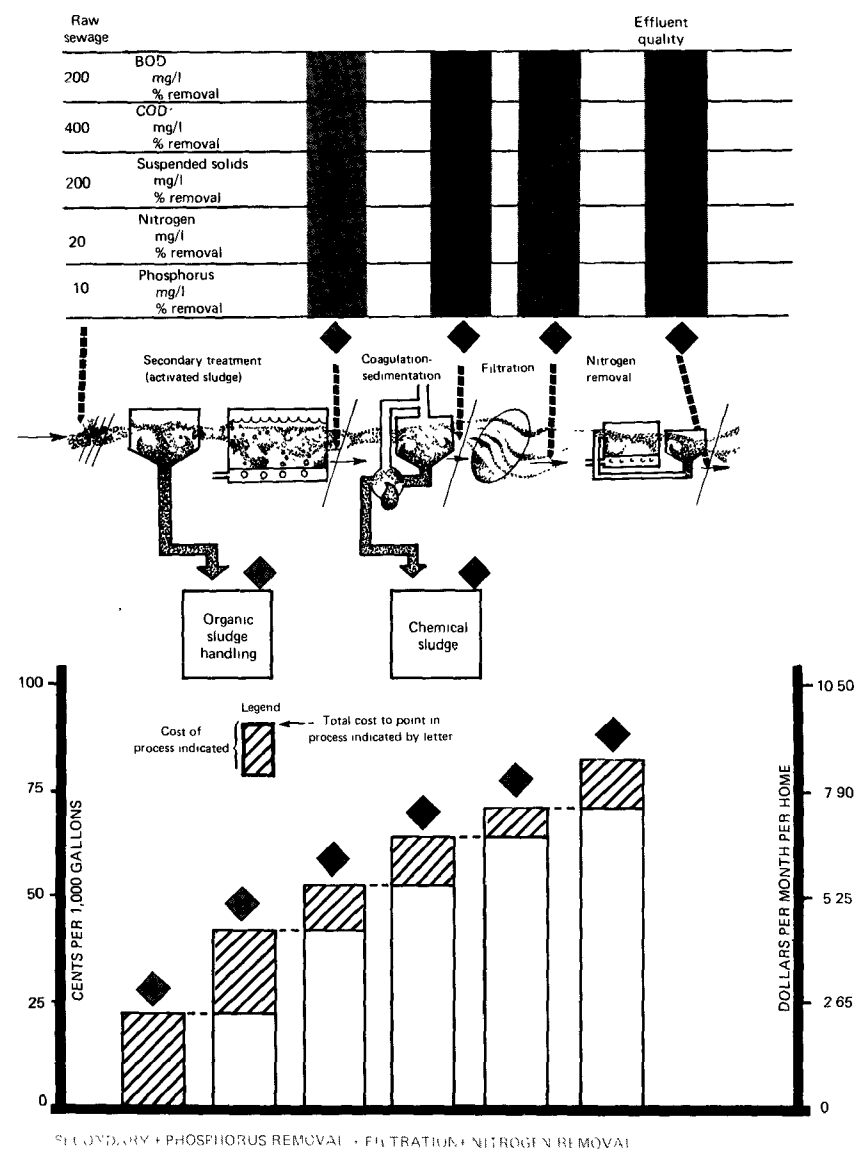 Raw
sewage
Effluent
quality
200
BOD
mg/l
% removal
400
COD
mg/l
% removal
200
Suspended solids
mg/l
% removal
20
Nitrogen
mg/l
% removal
10
Phosphorus
mg/l
% removal
Secondary treatment
(activated sludge)
Coagulation-
sedimentation
Filtration
Nitrogen
removal
Organic
sludge
handling
Chemical
sludge
100
75
50
25
0
CENTS PER 1,000 GALLONS
Legend
Cost of
process indicated
Total cost to point in
process indicated by letter
10 50
7 90
5 25
2 65
0
DOLLARS PER MONTH PER HOME
SECONDARY + PHOSPHORUS REMOVAL + FILTRATION + NITROGEN REMOVAL